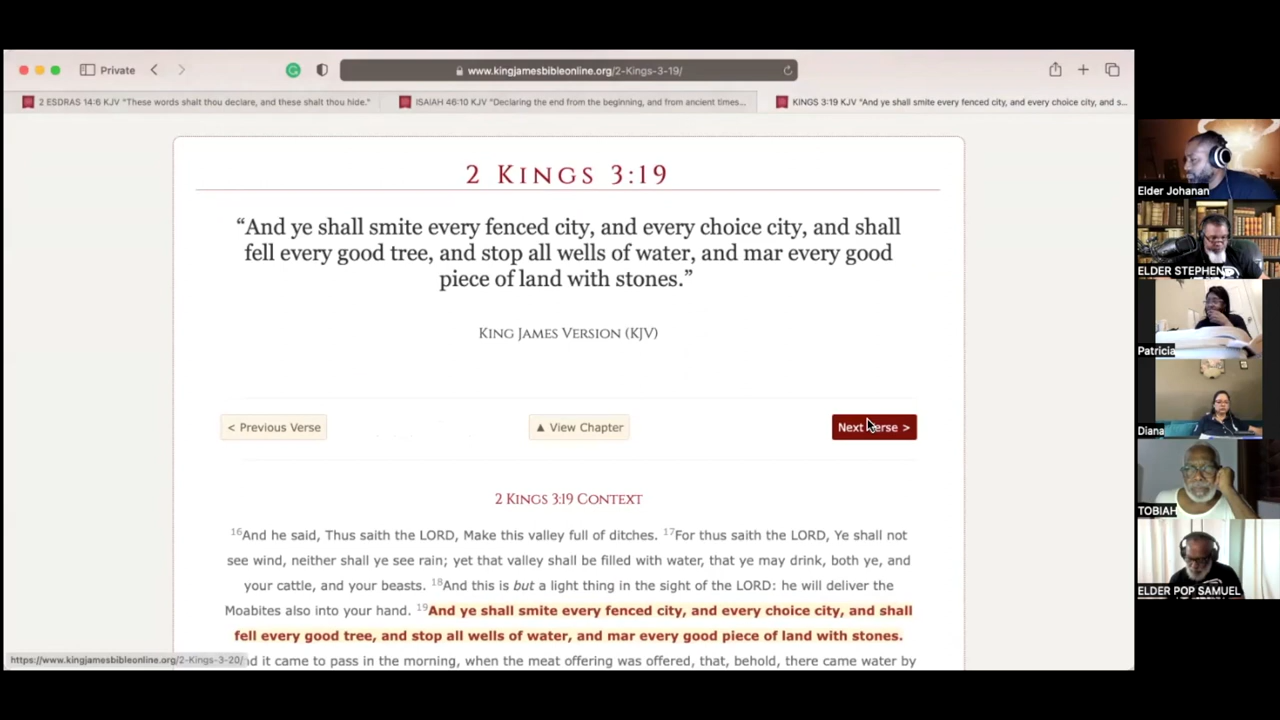 Private
www.kingjamesbibleonline.org/2-Kings-3-19/
2 ESDRAS 14:6 KJV "These words shalt thou declare, and these shalt thou hide."
ISAIAH 46:10 KJV "Declaring the end from the beginning, and from ancient times...
KINGS 3:19 KJV "And ye shall smite every fenced city, and every choice city, and s...
2 KINGS 3:19
“And ye shall smite every fenced city, and every choice city, and shall
fell every good tree, and stop all wells of water, and mar every good
piece of land with stones.”
KING JAMES VERSION (KJV)
< Previous Verse
▲ View Chapter
Next Verse >
2 KINGS 3:19 CONTEXT
16And he said, Thus saith the LORD, Make this valley full of ditches. 17For thus saith the LORD, Ye shall not
see wind, neither shall ye see rain; yet that valley shall be filled with water, that ye may drink, both ye, and
your cattle, and your beasts. 18And this is but a light thing in the sight of the LORD: he will deliver the
Moabites also into your hand. 19And ye shall smite every fenced city, and every choice city, and shall
fell every good tree, and stop all wells of water, and mar every good piece of land with stones.
nd it came to pass in the morning, when the meat offering was offered, that, behold, there came water by
https://www.kingjamesbibleonline.org/2-Kings-3-20/
Elder Johanan
ELDER STEPHEN
Patricia
Diana
TOBIAH
ELDER POP SAMUEL